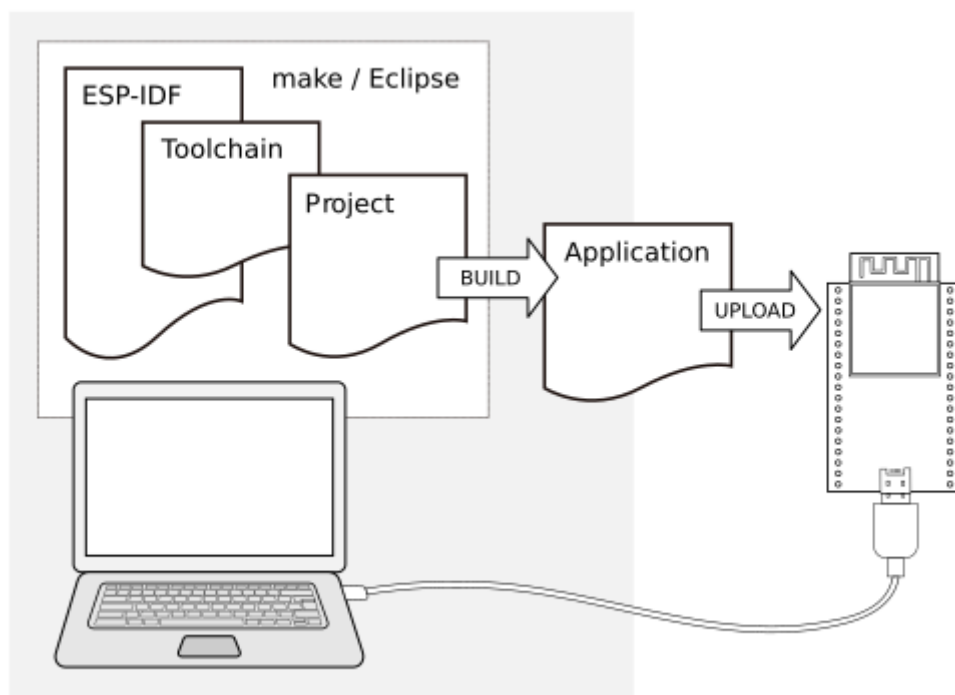 make / Eclipse
ESP-IDF
Toolchain
Project
BUILD
Application
UPLOAD